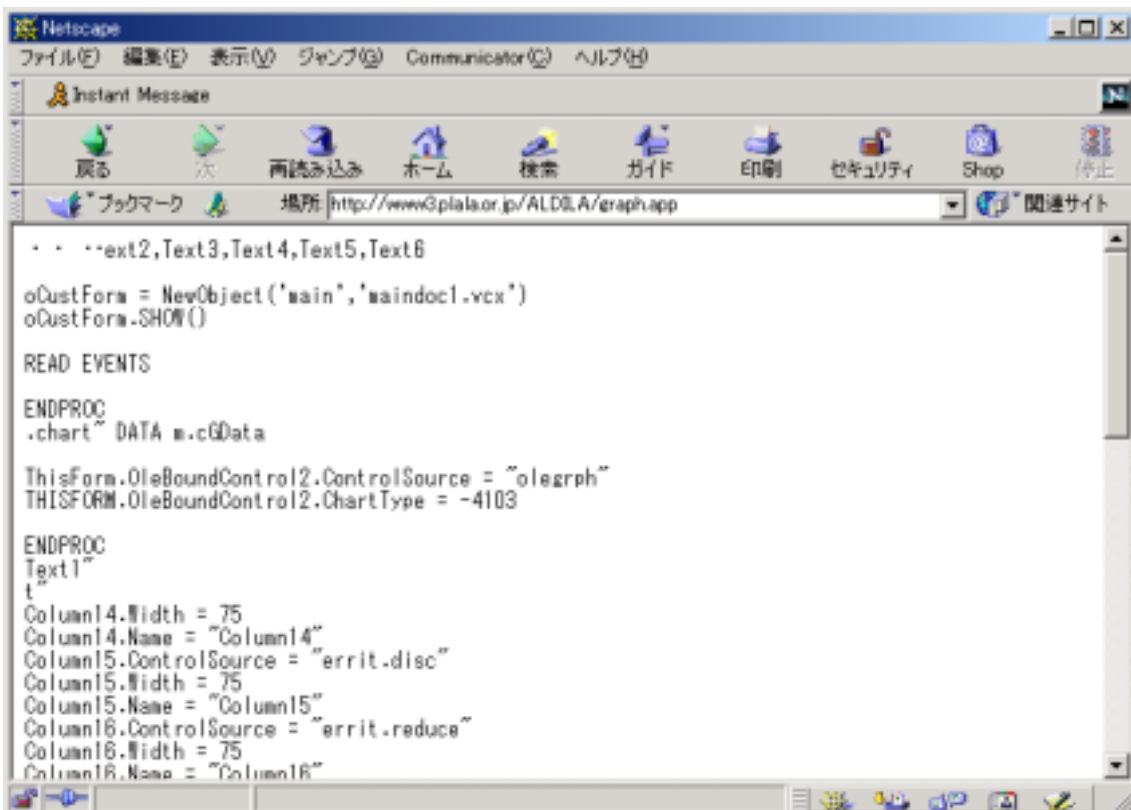 Netscape
ファイル(F) 編集(E) 表示(V) ジャンプ(G) Communicator(C) ヘルプ(H)
Instant Message
戻る 次 再読み込み ホーム 検索 ガイド 印刷 セキュリティ Shop 停止
ブックマーク 場所: http://www3.plala.or.jp/ALDILA/graph.app 関連サイト
・ ・ ・・ext2,Text3,Text4,Text5,Text6
oCustForm = NewObject('main','maindoc1.vcx')
oCustForm.SHOW()
READ EVENTS
ENDPROC
.chart" DATA m.cGData
ThisForm.OleBoundControl2.ControlSource = "olegrph"
THISFORM.OleBoundControl2.ChartType = -4103
ENDPROC
Text1"
t"
Column14.Width = 75
Column14.Name = "Column14"
Column15.ControlSource = "errit.disc"
Column15.Width = 75
Column15.Name = "Column15"
Column16.ControlSource = "errit.reduce"
Column16.Width = 75
Column16.Name = "Column16"